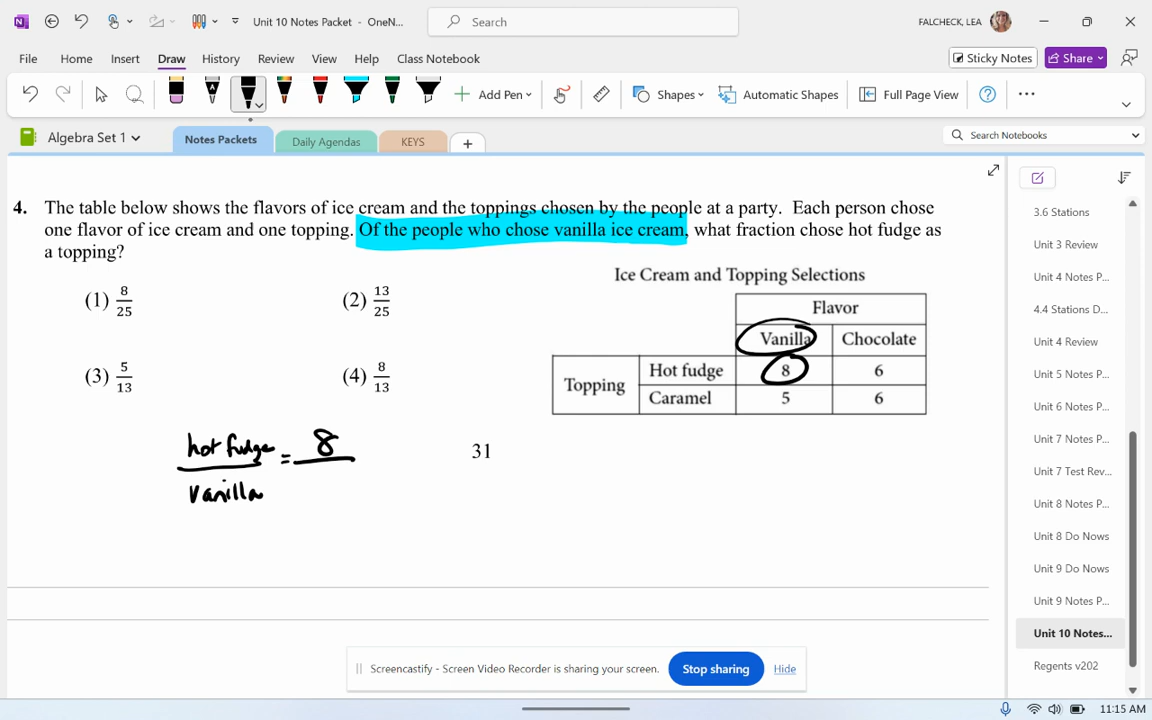 Unit 10 Notes Packet - OneN...
Search
FALCHECK, LEA
File Home Insert Draw History View Help Class Notebook
Sticky Notes Share
Add Pen Shapes Automatic Shapes Full Page View
Algebra Set 1 Notes Packets Daily Agendas KEYS + Search Notebooks
4. The table below shows the flavors of ice cream and the toppings chosen by the people at a party. Each person chose
one flavor of ice cream and one topping. Of the people who chose vanilla ice cream, what fraction chose hot fudge as
a topping?
(1) 8/25 (2) 13/25
(3) 5/13 (4) 8/13
Ice Cream and Topping Selections
Flavor
Vanilla Chocolate
Topping
Hot fudge 8 6
Caramel 5 6
hot fudge = 8
vanilla
31
3.6 Stations
Unit 3 Review
Unit 4 Notes P...
4.4 Stations D...
Unit 4 Review
Unit 5 Notes P...
Unit 6 Notes P...
Unit 7 Notes P...
Unit 7 Test Rev...
Unit 8 Notes P...
Unit 8 Do Nows
Unit 9 Do Nows
Unit 9 Notes P...
Unit 10 Notes...
Regents v202
Screencastify - Screen Video Recorder is sharing your screen. Stop sharing Hide
11:15 AM